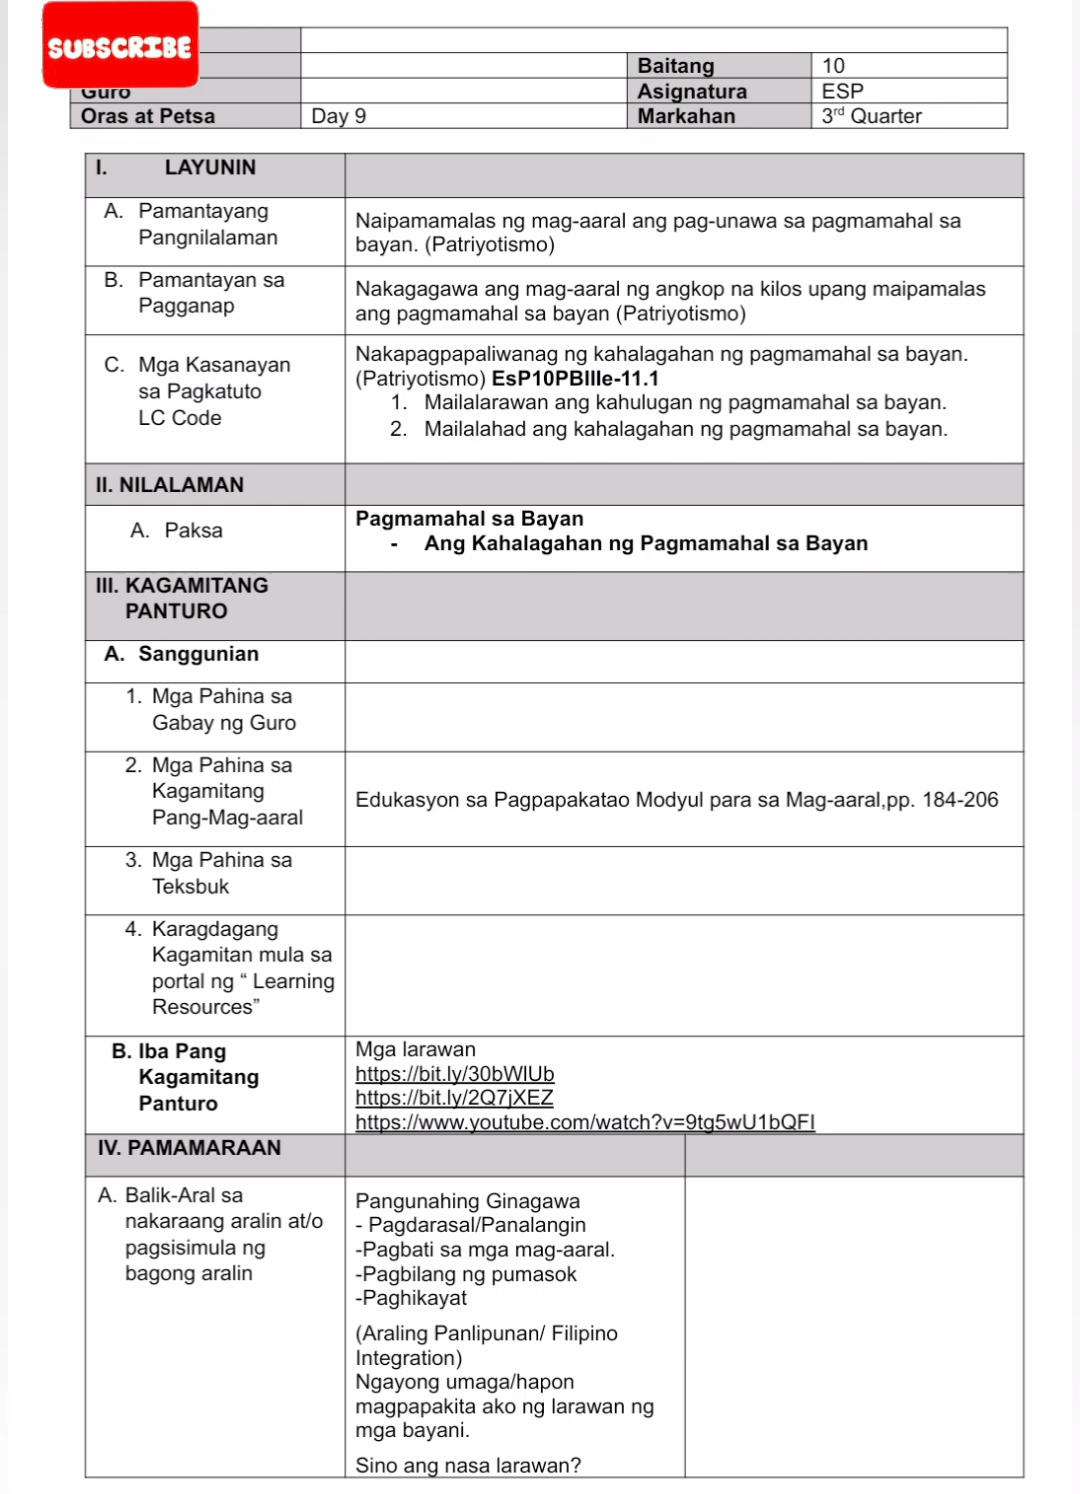 SUBSCRIBE
Baitang 10
Guro Asignatura ESP
Oras at Petsa Day 9 Markahan 3rd Quarter
I. LAYUNIN
A. Pamantayang
Pangnilalaman
Naipamamalas ng mag-aaral ang pag-unawa sa pagmamahal sa
bayan. (Patriyotismo)
B. Pamantayan sa
Pagganap
Nakagagawa ang mag-aaral ng angkop na kilos upang maipamalas
ang pagmamahal sa bayan (Patriyotismo)
C. Mga Kasanayan
sa Pagkatuto
LC Code
Nakapagpapaliwanag ng kahalagahan ng pagmamahal sa bayan.
(Patriyotismo) EsP10PBIIIe-11.1
1. Mailalarawan ang kahulugan ng pagmamahal sa bayan.
2. Mailalahad ang kahalagahan ng pagmamahal sa bayan.
II. NILALAMAN
A. Paksa
Pagmamahal sa Bayan
- Ang Kahalagahan ng Pagmamahal sa Bayan
III. KAGAMITANG
PANTURO
A. Sanggunian
1. Mga Pahina sa
Gabay ng Guro
2. Mga Pahina sa
Kagamitang
Pang-Mag-aaral
Edukasyon sa Pagpapakatao Modyul para sa Mag-aaral,pp. 184-206
3. Mga Pahina sa
Teksbuk
4. Karagdagang
Kagamitan mula sa
portal ng “ Learning
Resources”
B. Iba Pang
Kagamitang
Panturo
Mga larawan
https://bit.ly/30bWlUb
https://bit.ly/2Q7jXEZ
https://www.youtube.com/watch?v=9tg5wU1bQFI
IV. PAMAMARAAN
A. Balik-Aral sa
nakaraang aralin at/o
pagsisimula ng
bagong aralin
Pangunahing Ginagawa
- Pagdarasal/Panalangin
-Pagbati sa mga mag-aaral.
-Pagbilang ng pumasok
-Paghikayat
(Araling Panlipunan/ Filipino
Integration)
Ngayong umaga/hapon
magpapakita ako ng larawan ng
mga bayani.
Sino ang nasa larawan?